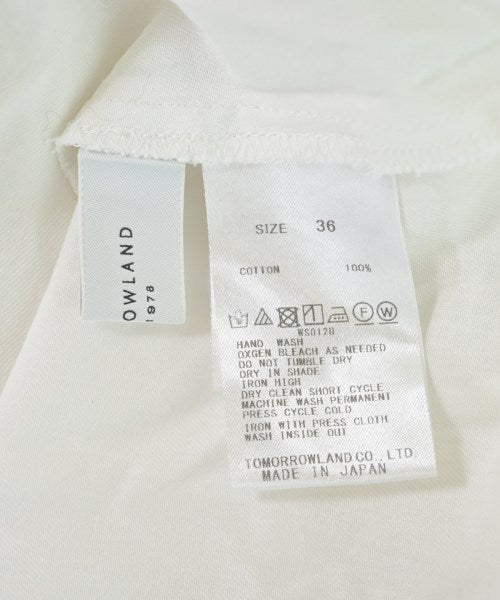 OWLAND
1978
SIZE 36
COTTON 100%
F W
WS012B
HAND WASH
OXGEN BLEACH AS NEEDED
DO NOT TUMBLE DRY
DRY IN SHADE
IRON HIGH
DRY CLEAN SHORT CYCLE
MACHINE WASH PERMANENT
PRESS CYCLE COLD
IRON WITH PRESS CLOTH
WASH INSIDE OUT
TOMORROWLAND CO., LTD.
MADE IN JAPAN